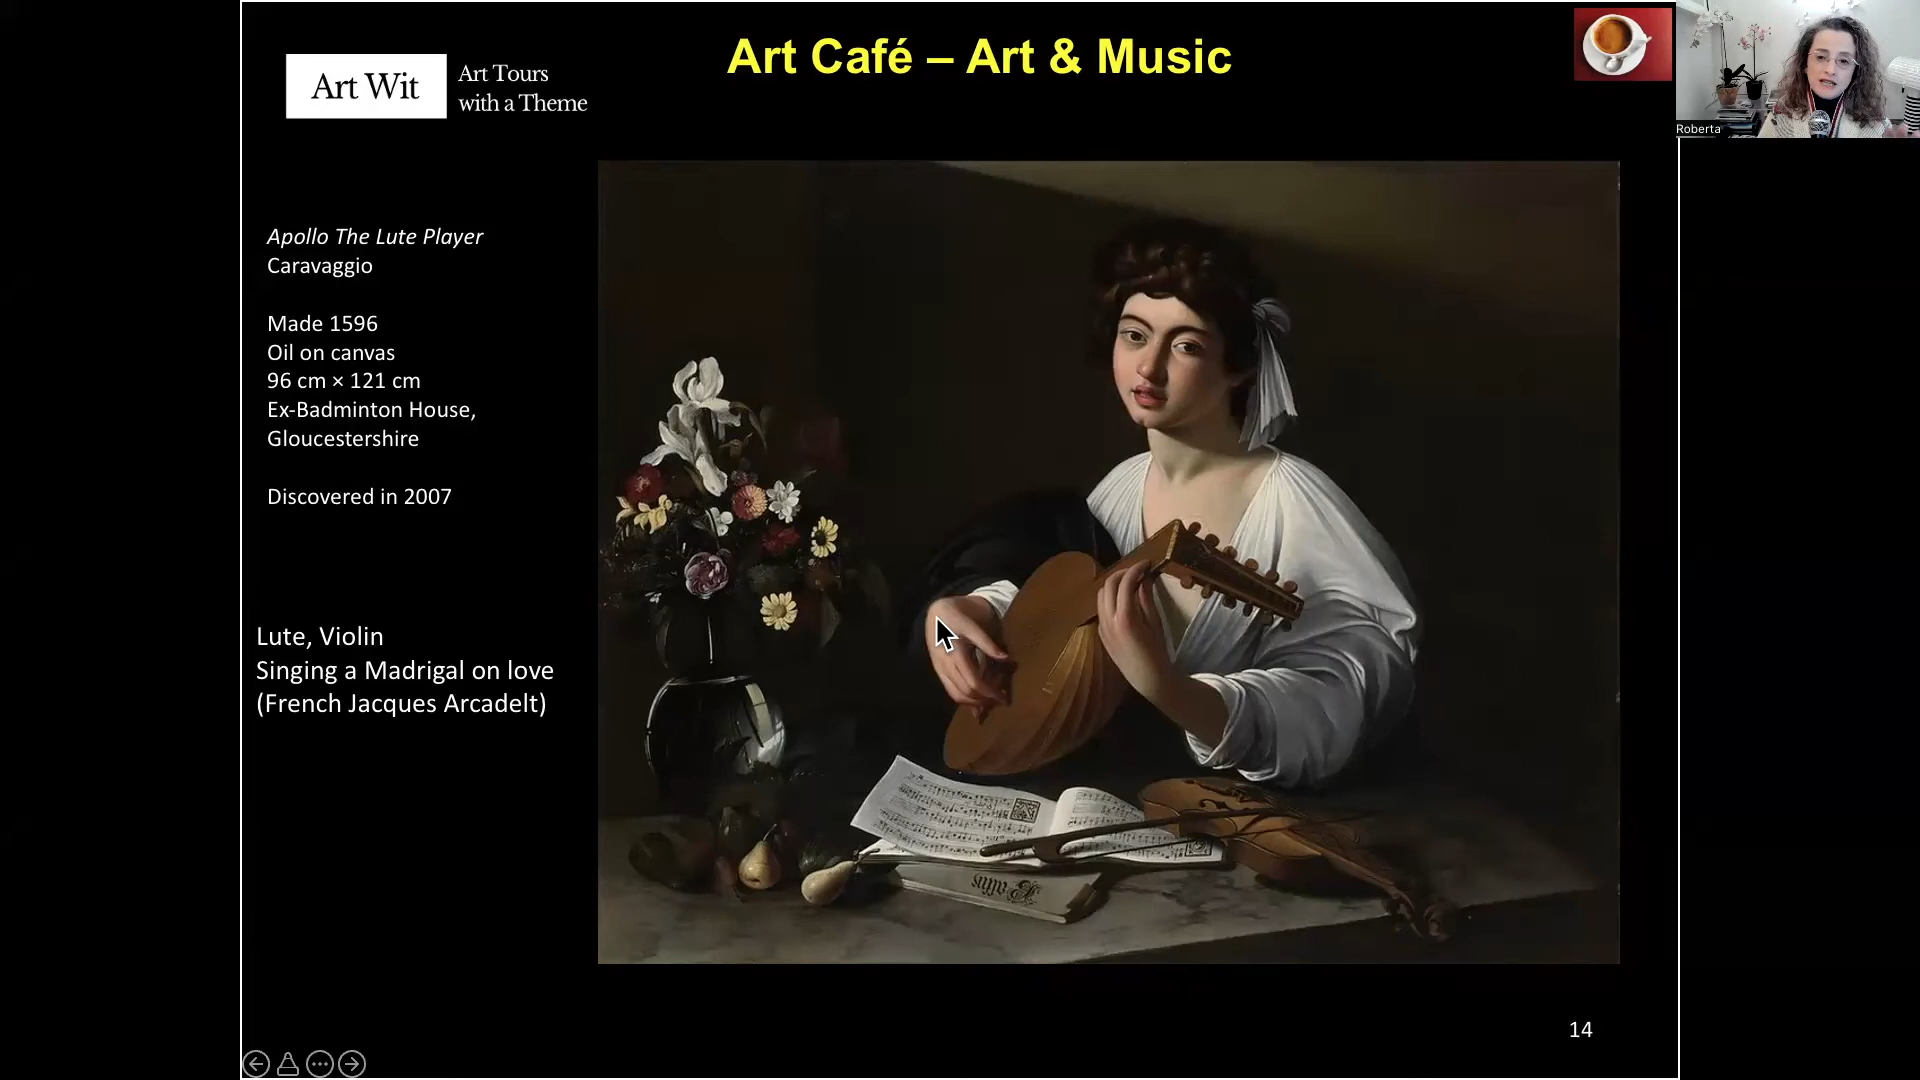 Art Café – Art & Music
Art Wit
Art Tours
with a Theme
Roberta
Apollo The Lute Player
Caravaggio
Made 1596
Oil on canvas
96 cm × 121 cm
Ex-Badminton House,
Gloucestershire
Discovered in 2007
Lute, Violin
Singing a Madrigal on love
(French Jacques Arcadelt)
14